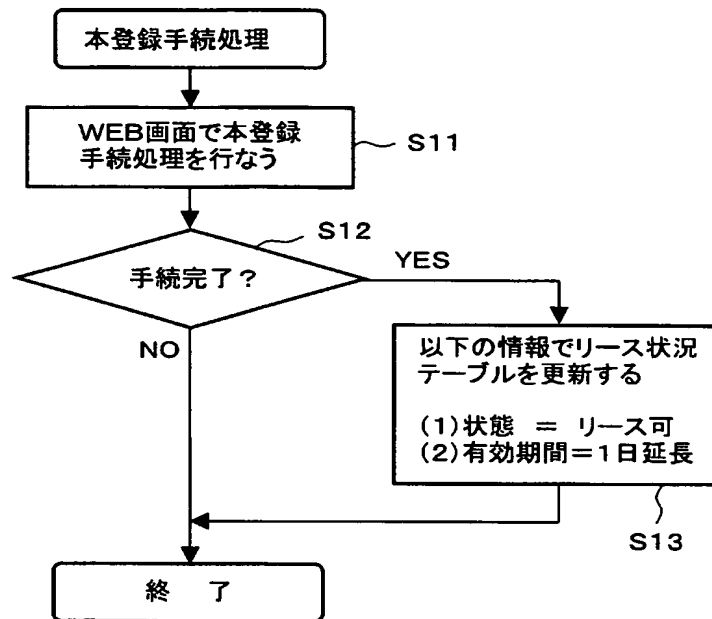 本登録手続処理
WEB画面で本登録
手続処理を行なう
S11
S12
手続完了？
YES
NO
以下の情報でリース状況
テーブルを更新する
(1)状態 ＝ リース可
(2)有効期間＝1日延長
S13
終 了